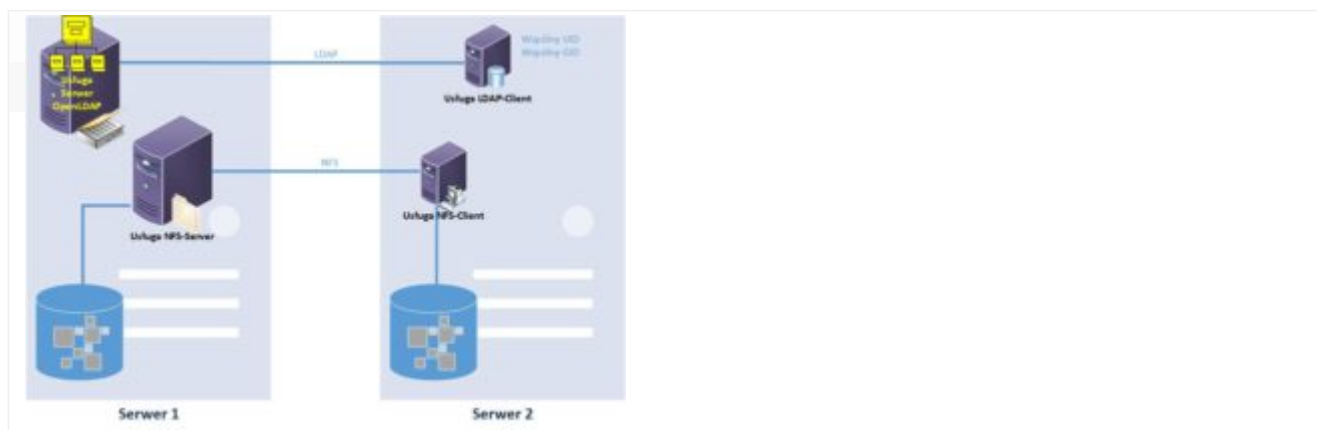 Usługa
Serwer
OpenLDAP
LDAP
Wspólny UID
Wspólny GID
Usługa LDAP-Client
NFS
Usługa NFS-Client
Usługa NFS-Server
Serwer 1
Serwer 2